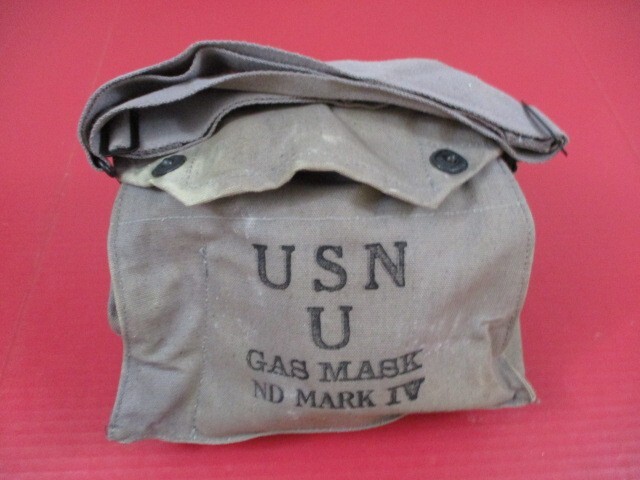 USN
U
GAS MASK
ND MARK IV